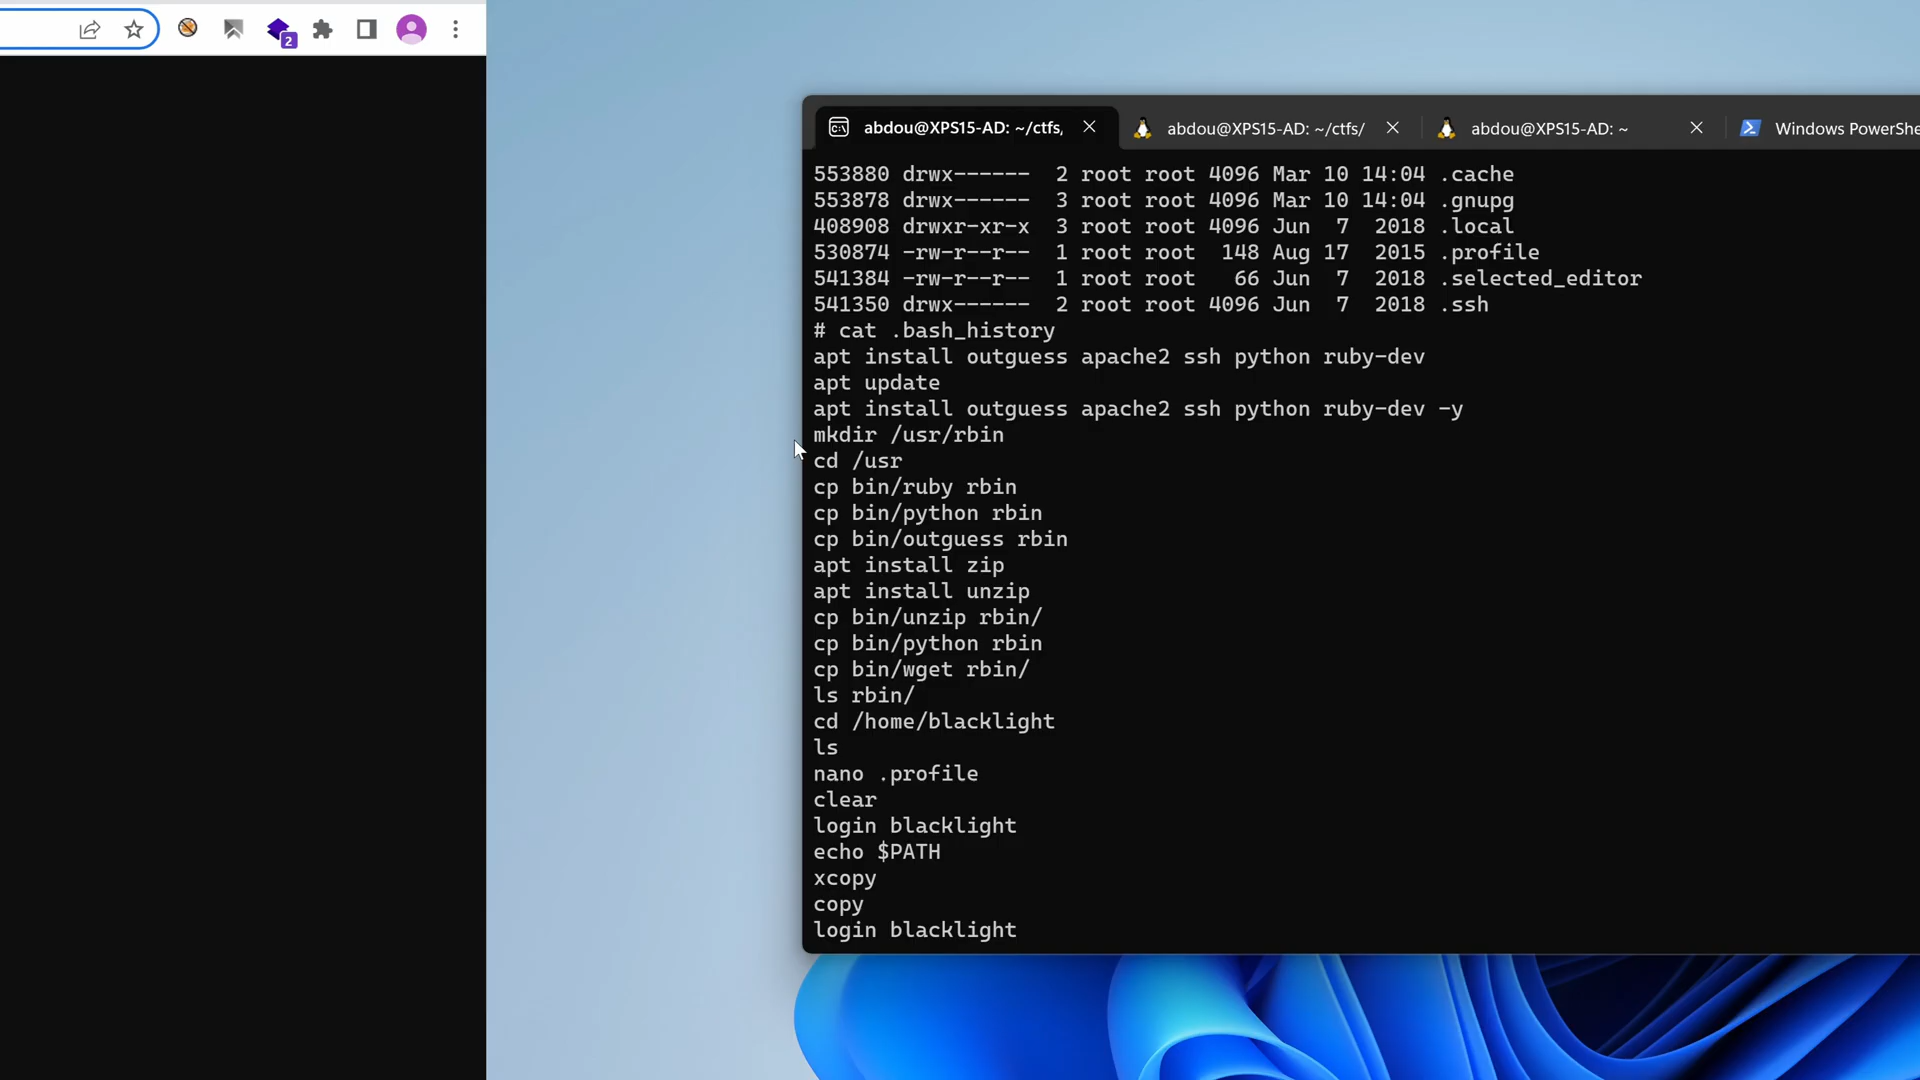 2
abdou@XPS15-AD: ~/ctfs,
abdou@XPS15-AD: ~/ctfs/
abdou@XPS15-AD: ~
Windows PowerShe
553880 drwx------  2 root root 4096 Mar 10 14:04 .cache
553878 drwx------  3 root root 4096 Mar 10 14:04 .gnupg
408908 drwxr-xr-x  3 root root 4096 Jun  7  2018 .local
530874 -rw-r--r--  1 root root  148 Aug 17  2015 .profile
541384 -rw-r--r--  1 root root   66 Jun  7  2018 .selected_editor
541350 drwx------  2 root root 4096 Jun  7  2018 .ssh
# cat .bash_history
apt install outguess apache2 ssh python ruby-dev
apt update
apt install outguess apache2 ssh python ruby-dev -y
mkdir /usr/rbin
cd /usr
cp bin/ruby rbin
cp bin/python rbin
cp bin/outguess rbin
apt install zip
apt install unzip
cp bin/unzip rbin/
cp bin/python rbin
cp bin/wget rbin/
ls rbin/
cd /home/blacklight
ls
nano .profile
clear
login blacklight
echo $PATH
xcopy
copy
login blacklight